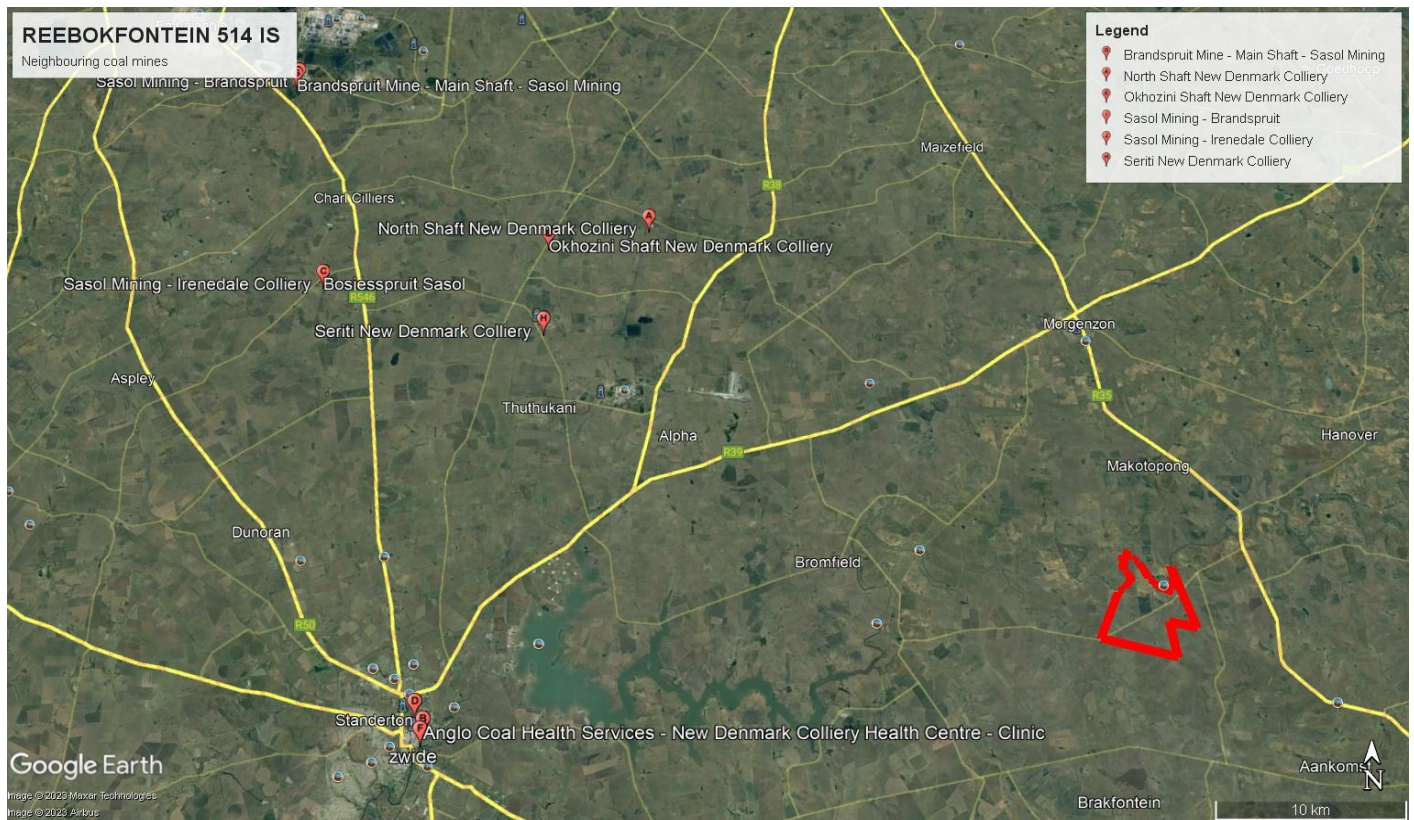 REEBOKFONTEIN 514 IS
Neighbouring coal mines
Legend
Brandspruit Mine - Main Shaft - Sasol Mining
North Shaft New Denmark Colliery
Okhozini Shaft New Denmark Colliery
Sasol Mining - Brandspruit
Sasol Mining - Irenedale Colliery
Seriti New Denmark Colliery
Sasol Mining - Brandspruit
Brandspruit Mine - Main Shaft - Sasol Mining
Maizefield
R38
Charl Cilliers
A
North Shaft New Denmark Colliery
Okhozini Shaft New Denmark Colliery
C
Sasol Mining - Irenedale Colliery
Bosjesspruit Sasol
R546
H
Seriti New Denmark Colliery
Morgenzon
Aspley
R35
Thuthukani
Alpha
Hanover
R39
Makotopong
Dunoran
Bromfield
R50
D
Standerton
B
F
Anglo Coal Health Services - New Denmark Colliery Health Centre - Clinic
zwide
Google Earth
Aankomst
N
Image © 2023 Maxar Technologies
Image © 2023 Airbus
Brakfontein
10 km